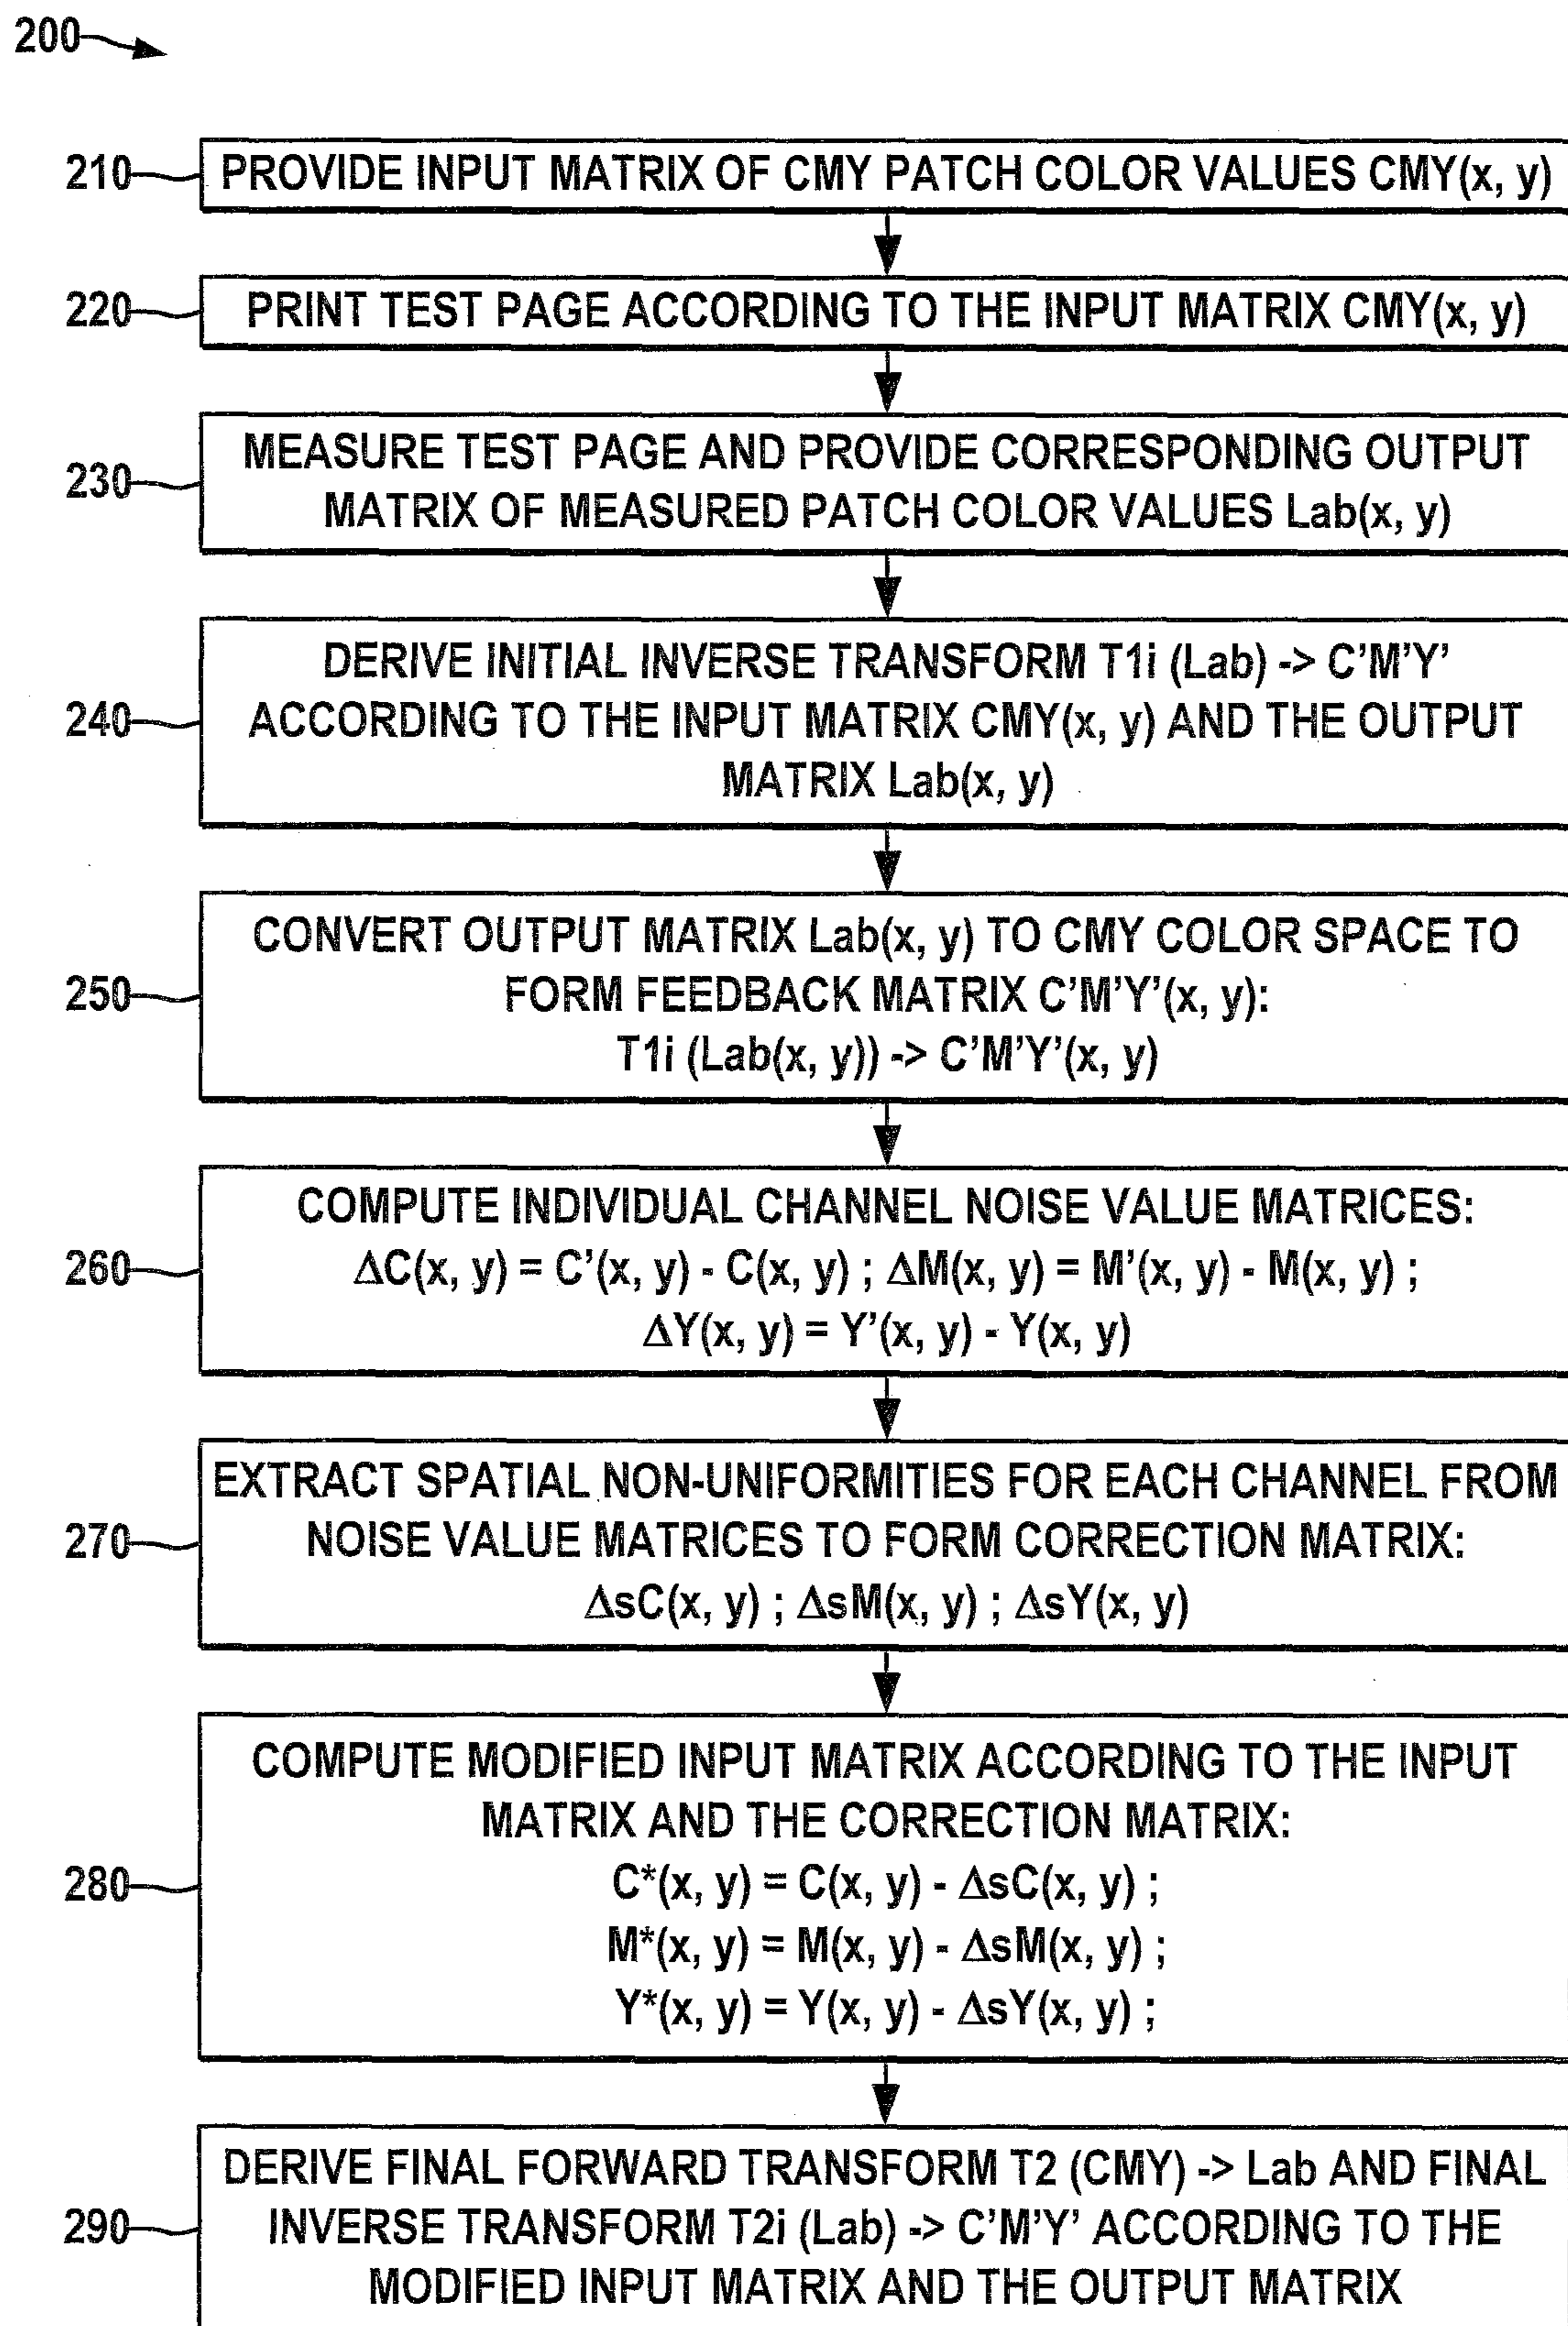 200
210 PROVIDE INPUT MATRIX OF CMY PATCH COLOR VALUES CMY(x, y)
220 PRINT TEST PAGE ACCORDING TO THE INPUT MATRIX CMY(x, y)
230
MEASURE TEST PAGE AND PROVIDE CORRESPONDING OUTPUT
MATRIX OF MEASURED PATCH COLOR VALUES Lab(x, y)
240
DERIVE INITIAL INVERSE TRANSFORM T1i (Lab) -> C'M'Y'
ACCORDING TO THE INPUT MATRIX CMY(x, y) AND THE OUTPUT
MATRIX Lab(x, y)
250
CONVERT OUTPUT MATRIX Lab(x, y) TO CMY COLOR SPACE TO
FORM FEEDBACK MATRIX C'M'Y'(x, y):
T1i (Lab(x, y)) -> C'M'Y'(x, y)
260
COMPUTE INDIVIDUAL CHANNEL NOISE VALUE MATRICES:
ΔC(x, y) = C'(x, y) - C(x, y) ; ΔM(x, y) = M'(x, y) - M(x, y) ;
ΔY(x, y) = Y'(x, y) - Y(x, y)
270
EXTRACT SPATIAL NON-UNIFORMITIES FOR EACH CHANNEL FROM
NOISE VALUE MATRICES TO FORM CORRECTION MATRIX:
ΔsC(x, y) ; ΔsM(x, y) ; ΔsY(x, y)
280
COMPUTE MODIFIED INPUT MATRIX ACCORDING TO THE INPUT
MATRIX AND THE CORRECTION MATRIX:
C*(x, y) = C(x, y) - ΔsC(x, y) ;
M*(x, y) = M(x, y) - ΔsM(x, y) ;
Y*(x, y) = Y(x, y) - ΔsY(x, y) ;
290
DERIVE FINAL FORWARD TRANSFORM T2 (CMY) -> Lab AND FINAL
INVERSE TRANSFORM T2i (Lab) -> C'M'Y' ACCORDING TO THE
MODIFIED INPUT MATRIX AND THE OUTPUT MATRIX